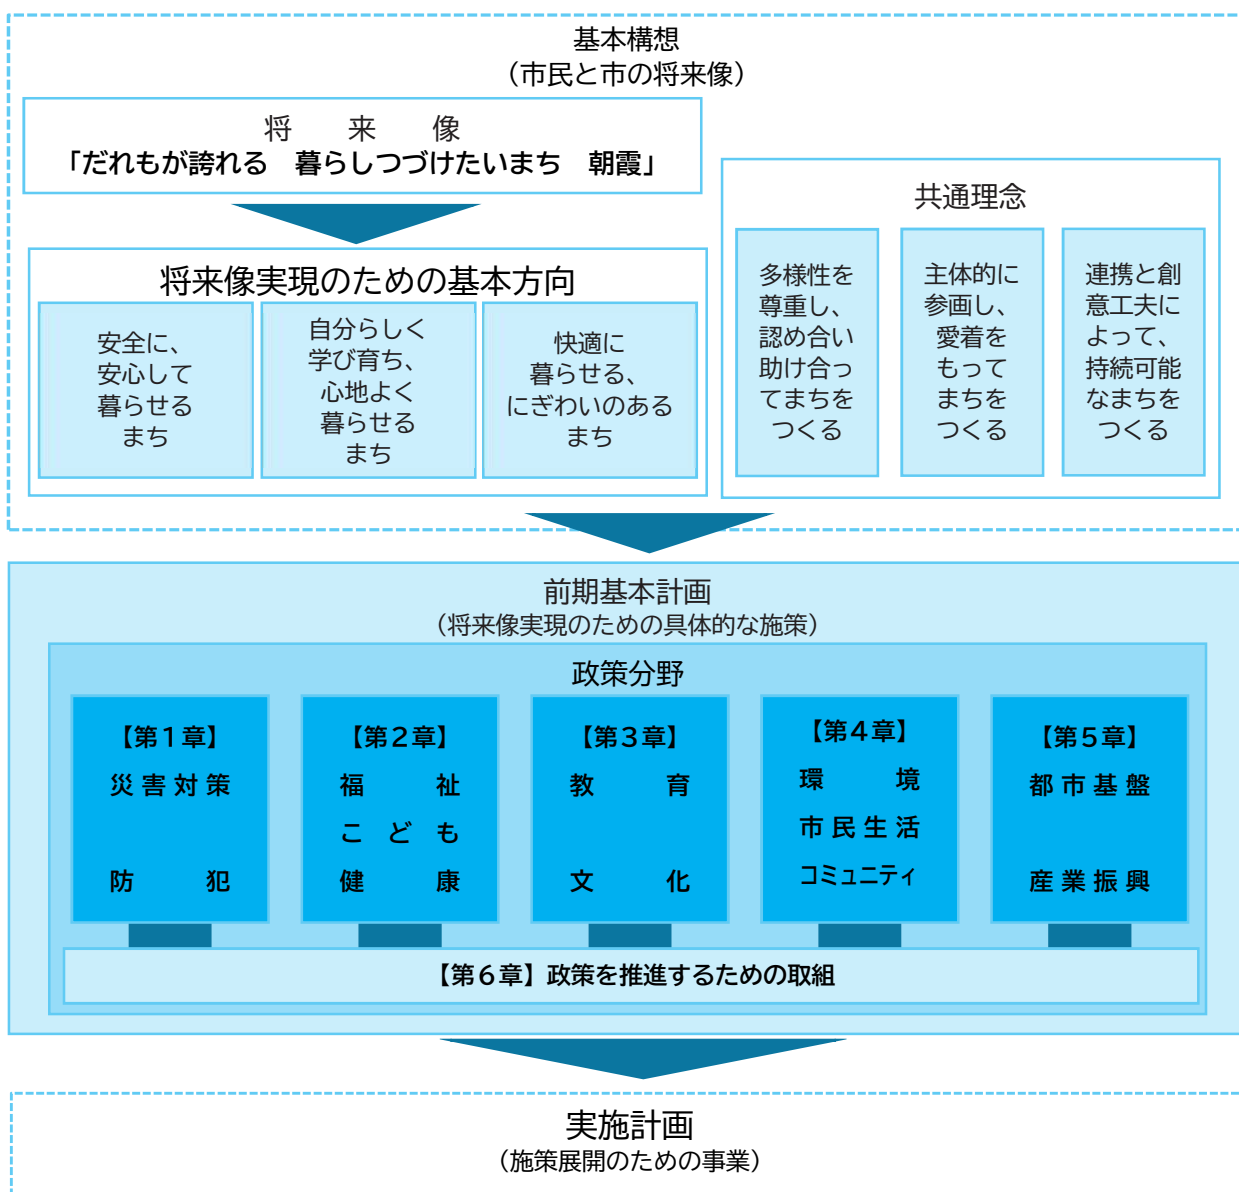 基本構想
（市民と市の将来像）
将　来　像
「だれもが誇れる　暮らしつづけたいまち　朝霞」
将来像実現のための基本方向
安全に、
安心して
暮らせる
まち
自分らしく
学び育ち、
心地よく
暮らせる
まち
快適に
暮らせる、
にぎわいのある
まち
共通理念
多様性を
尊重し、
認め合い
助け合っ
てまちを
つくる
主体的に
参画し、
愛着を
もって
まちを
つくる
連携と創
意工夫に
よって、
持続可能
なまちを
つくる
前期基本計画
（将来像実現のための具体的な施策）
政策分野
【第１章】
災害対策
防　犯
【第２章】
福　祉
こ ど も
健　康
【第３章】
教　育
文　化
【第４章】
環　境
市民生活
コミュニティ
【第５章】
都市基盤
産業振興
【第６章】政策を推進するための取組
実施計画
（施策展開のための事業）